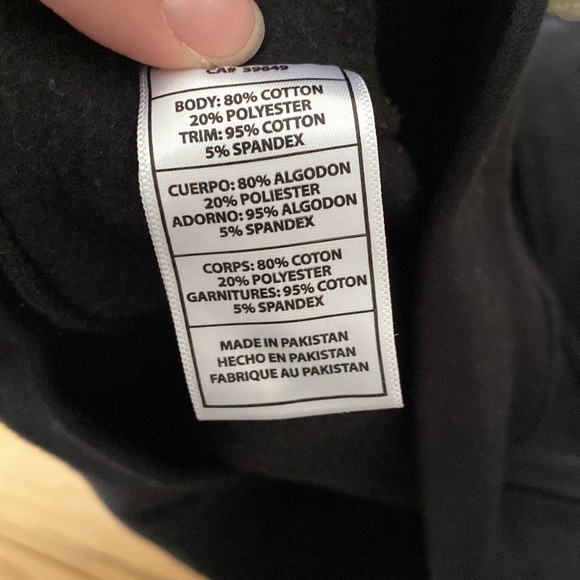 CA# 59649
BODY: 80% COTTON
20% POLYESTER
TRIM: 95% COTTON
5% SPANDEX
CUERPO: 80% ALGODON
20% POLIESTER
ADORNO: 95% ALGODON
5% SPANDEX
CORPS: 80% COTON
20% POLYESTER
GARNITURES: 95% COTON
5% SPANDEX
MADE IN PAKISTAN
HECHO EN PAKISTAN
FABRIQUE AU PAKISTAN